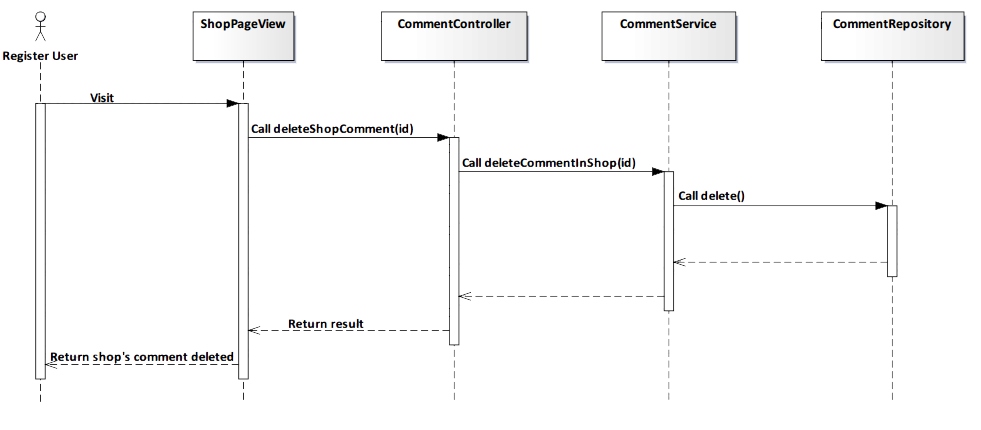 ShopPageView
CommentController
CommentService
CommentRepository
Register User
Visit
Call deleteShopComment(id)
Call deleteCommentInShop(id)
Call delete()
Return result
Return shop's comment deleted